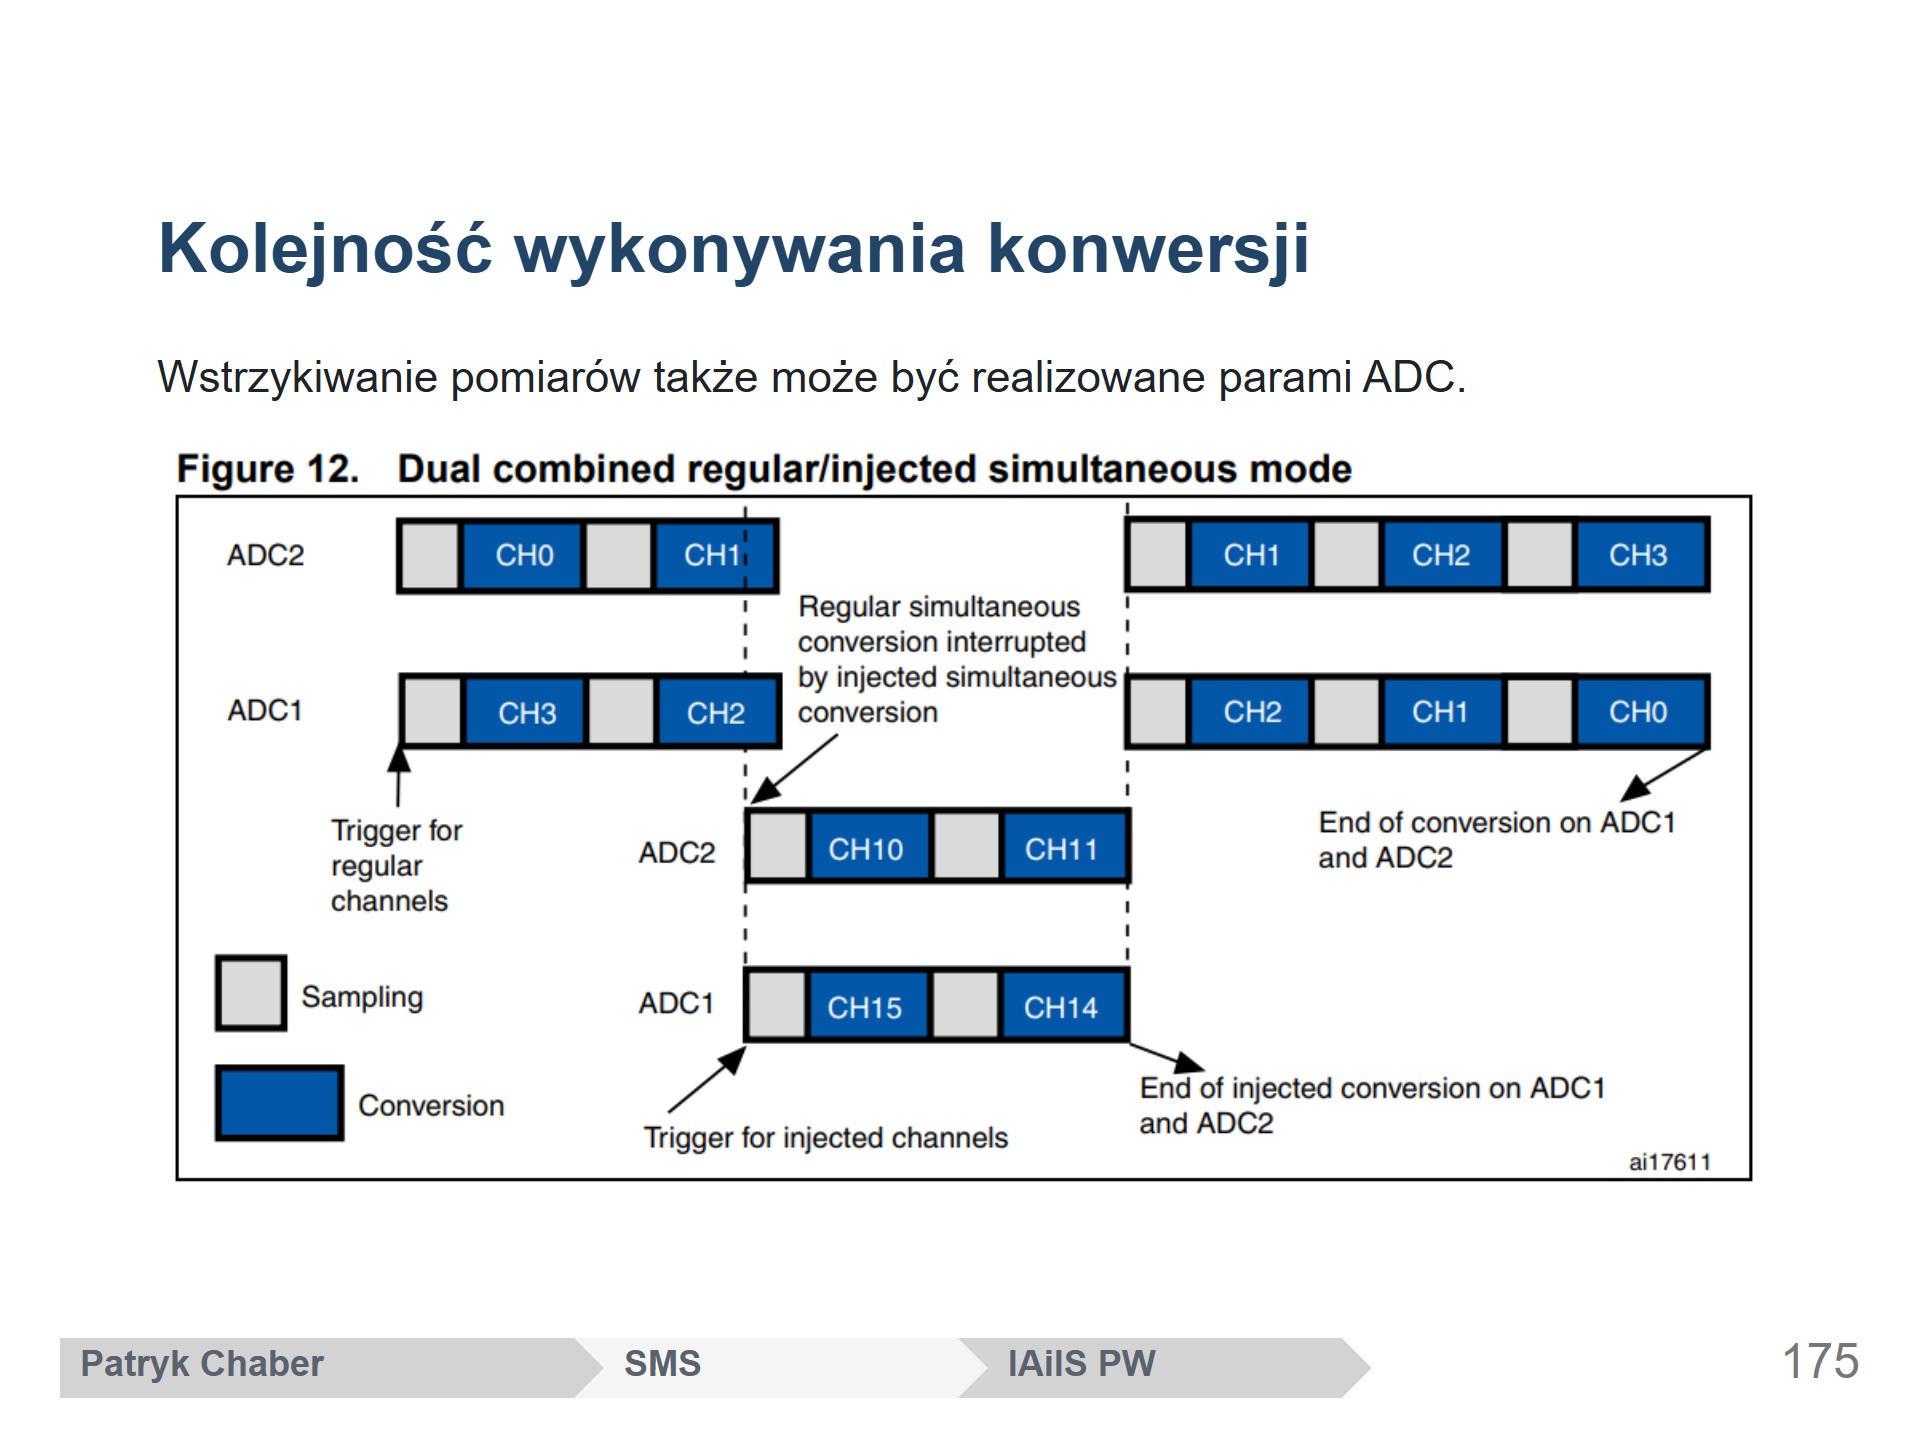 Kolejność wykonywania konwersji
Wstrzykiwanie pomiarów także może być realizowane parami ADC.
Figure 12. Dual combined regular/injected simultaneous mode
ADC2
CH0
CH1
CH1
CH2
CH3
Regular simultaneous
conversion interrupted
by injected simultaneous
conversion
ADC1
CH3
CH2
CH2
CH1
CH0
Trigger for
regular
channels
ADC2
CH10
CH11
End of conversion on ADC1
and ADC2
Sampling
ADC1
CH15
CH14
Conversion
Trigger for injected channels
End of injected conversion on ADC1
and ADC2
ai17611
Patryk Chaber
SMS
IAiIS PW
175